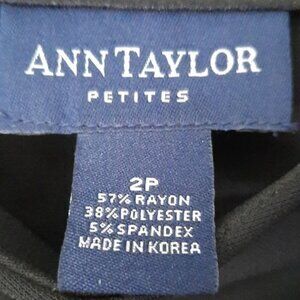 ANN TAYLOR
PETITES
2P
57% RAYON
38% POLYESTER
5% SPANDEX
MADE IN KOREA